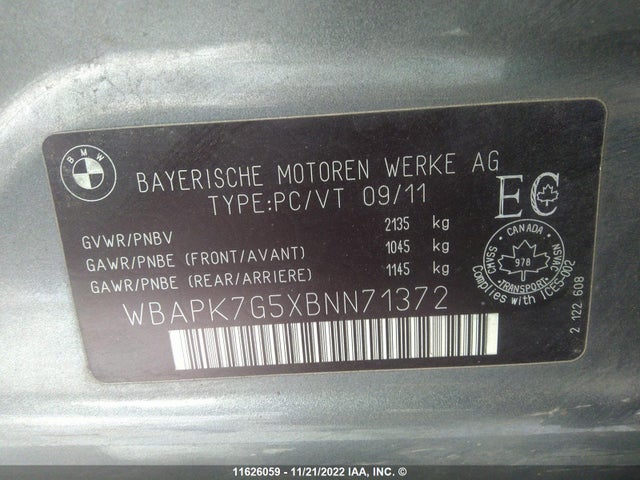 BMW
BAYERISCHE MOTOREN WERKE AG
TYPE:PC/VT 09/11
EC
GVWR/PNBV 2135 kg
GAWR/PNBE (FRONT/AVANT) 1045 kg
GAWR/PNBE (REAR/ARRIERE) 1145 kg
WBAPK7G5XBNN71372
CANADA
CMVSS
NSVAC
978
TRANSPORT
Complies with ICES-002
2 122 608
11626059 - 11/21/2022 IAA, INC. ©